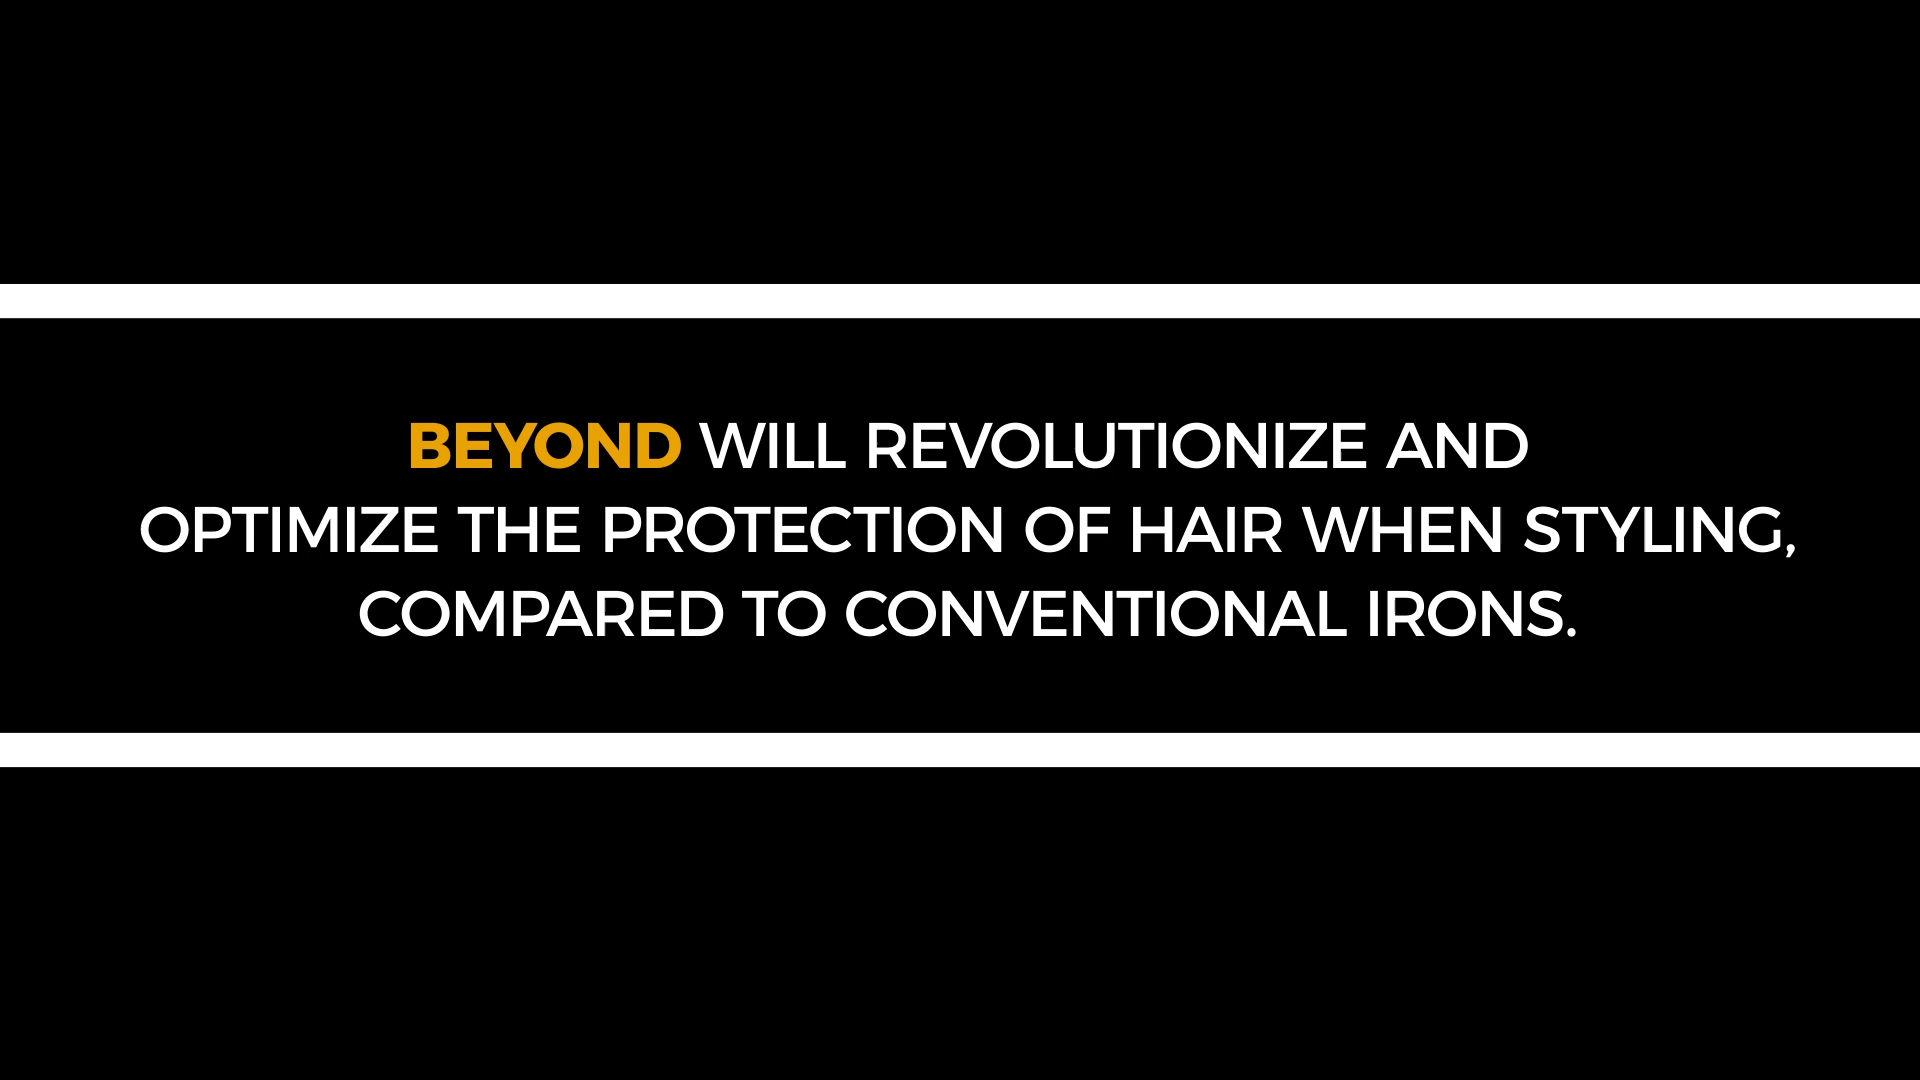 BEYOND WILL REVOLUTIONIZE AND
OPTIMIZE THE PROTECTION OF HAIR WHEN STYLING,
COMPARED TO CONVENTIONAL IRONS.